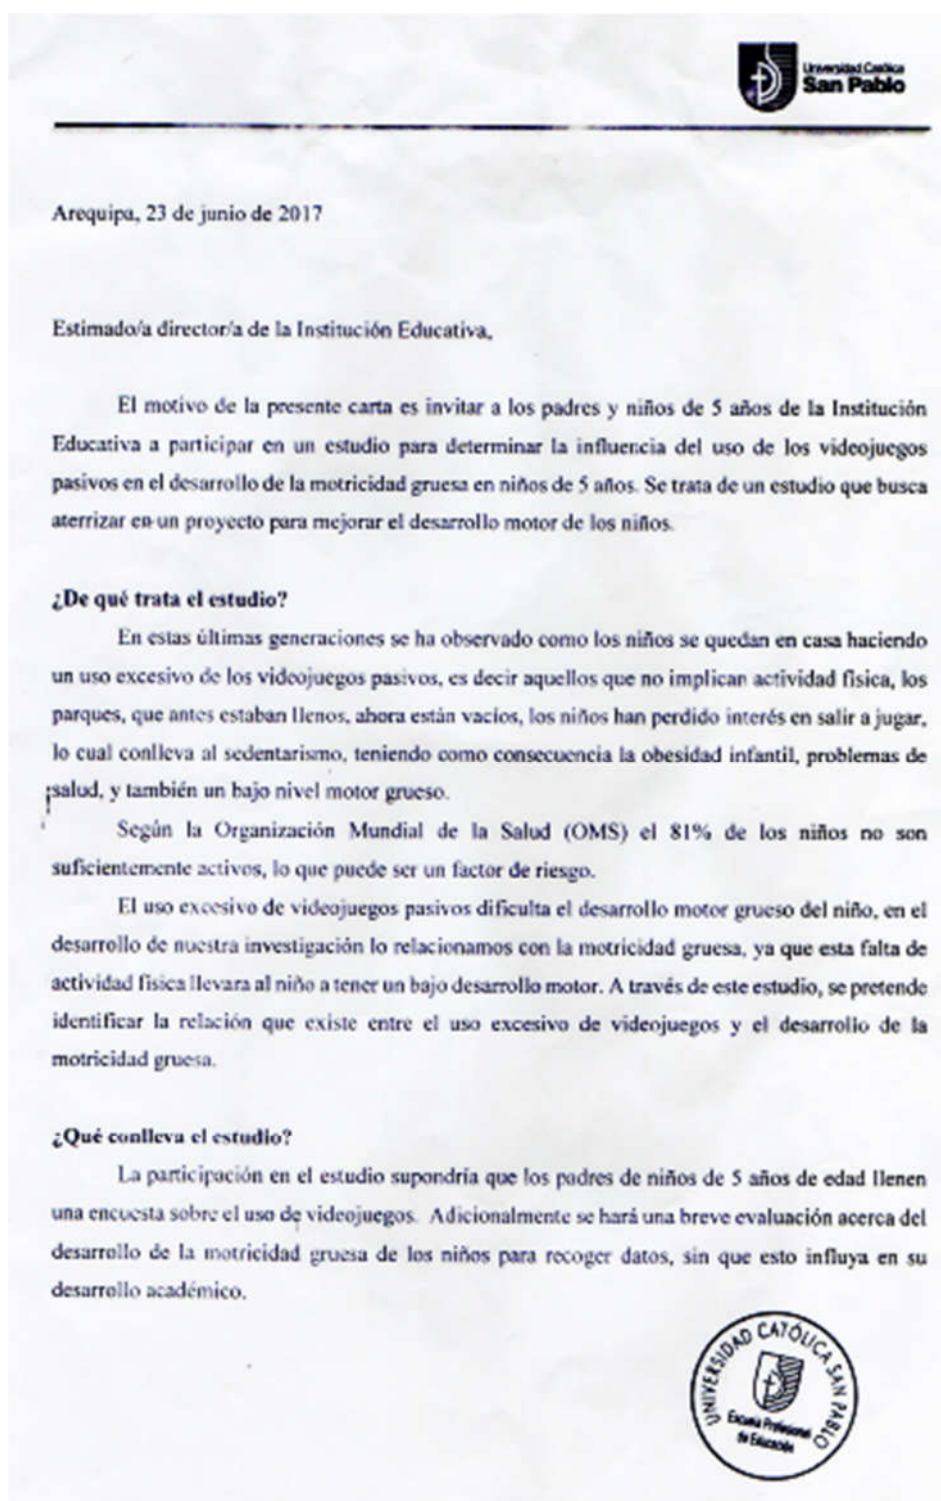 Universidad Católica
San Pablo
Arequipa, 23 de junio de 2017
Estimado/a director/a de la Institución Educativa,
El motivo de la presente carta es invitar a los padres y niños de 5 años de la Institución
Educativa a participar en un estudio para determinar la influencia del uso de los videojuegos
pasivos en el desarrollo de la motricidad gruesa en niños de 5 años. Se trata de un estudio que busca
aterrizar en un proyecto para mejorar el desarrollo motor de los niños.
¿De qué trata el estudio?
En estas últimas generaciones se ha observado como los niños se quedan en casa haciendo
un uso excesivo de los videojuegos pasivos, es decir aquellos que no implican actividad física, los
parques, que antes estaban llenos, ahora están vacíos, los niños han perdido interés en salir a jugar,
lo cual conlleva al sedentarismo, teniendo como consecuencia la obesidad infantil, problemas de
salud, y también un bajo nivel motor grueso.
Según la Organización Mundial de la Salud (OMS) el 81% de los niños no son
suficientemente activos, lo que puede ser un factor de riesgo.
El uso excesivo de videojuegos pasivos dificulta el desarrollo motor grueso del niño, en el
desarrollo de nuestra investigación lo relacionamos con la motricidad gruesa, ya que esta falta de
actividad física llevara al niño a tener un bajo desarrollo motor. A través de este estudio, se pretende
identificar la relación que existe entre el uso excesivo de videojuegos y el desarrollo de la
motricidad gruesa.
¿Qué conlleva el estudio?
La participación en el estudio supondría que los padres de niños de 5 años de edad llenen
una encuesta sobre el uso de videojuegos. Adicionalmente se hará una breve evaluación acerca del
desarrollo de la motricidad gruesa de los niños para recoger datos, sin que esto influya en su
desarrollo académico.
UNIVERSIDAD CATÓLICA SAN PABLO
Escuela Profesional
de Educación